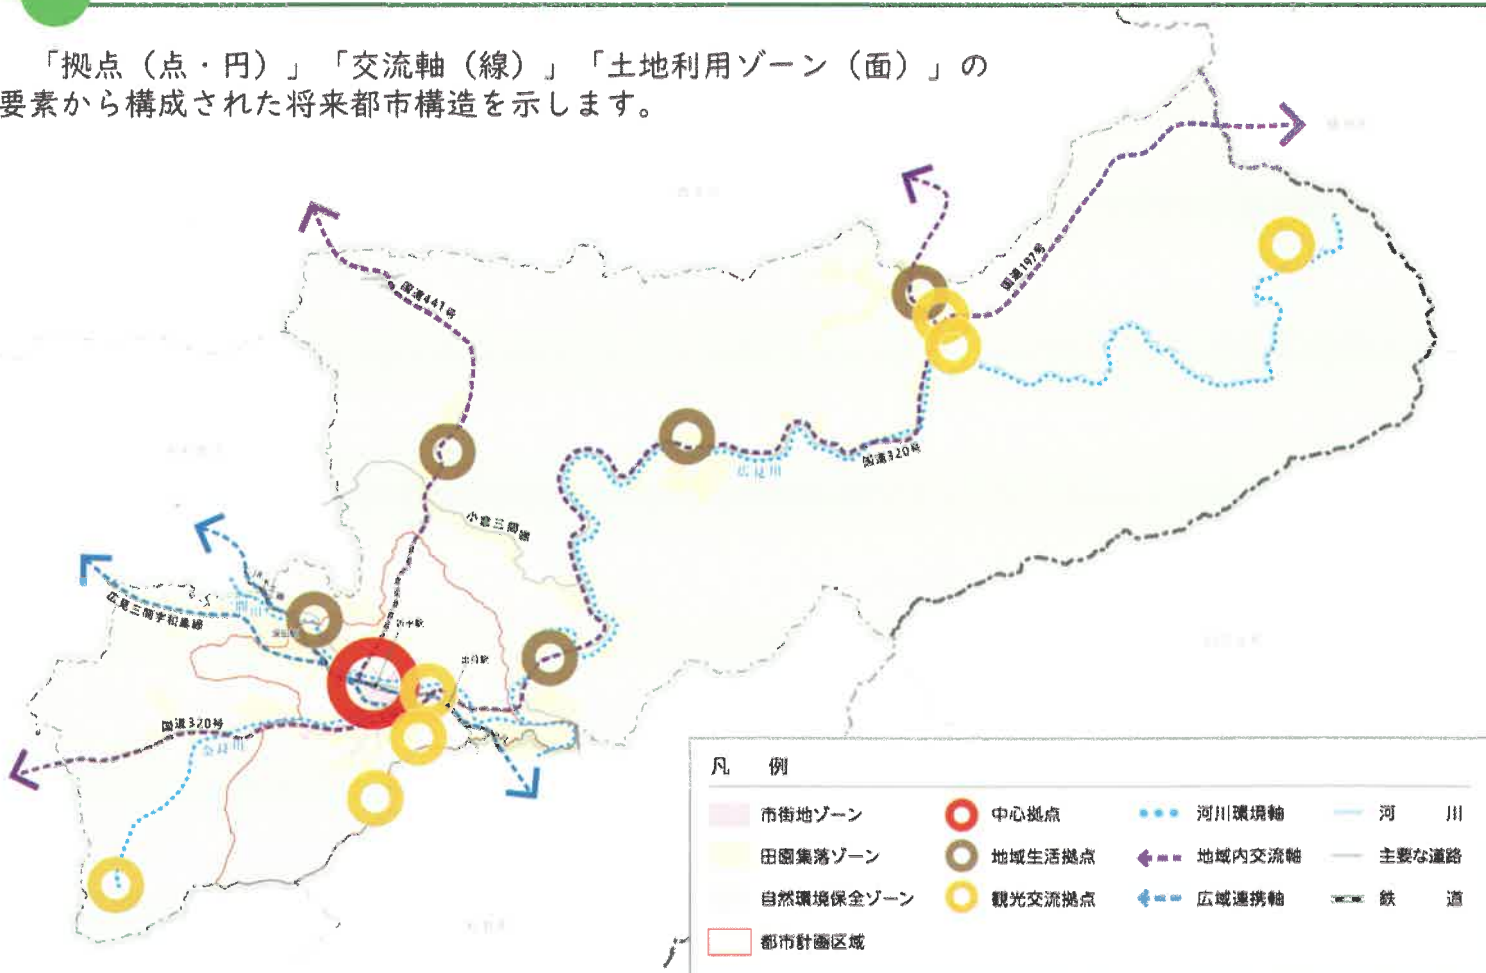 「拠点（点・円）」「交流軸（線）」「土地利用ゾーン（面）」の
要素から構成された将来都市構造を示します。
国道197号
国道441号
国道320号
広見川
小倉三間線
広見三間宇和島線
出目駅
国道320号
奈良川
凡 例
市街地ゾーン
中心拠点
河川環境軸
河 川
田園集落ゾーン
地域生活拠点
地域内交流軸
主要な道路
自然環境保全ゾーン
観光交流拠点
広域連携軸
鉄 道
都市計画区域